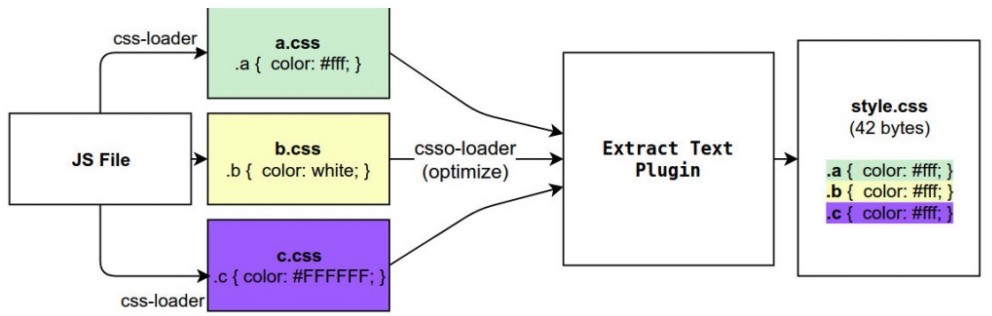 css-loader
a.css
.a { color: #fff; }
JS File
b.css
.b { color: white; }
csso-loader
(optimize)
c.css
.c { color: #FFFFFF; }
css-loader
Extract Text
Plugin
style.css
(42 bytes)
.a { color: #fff; }
.b { color: #fff; }
.c { color: #fff; }